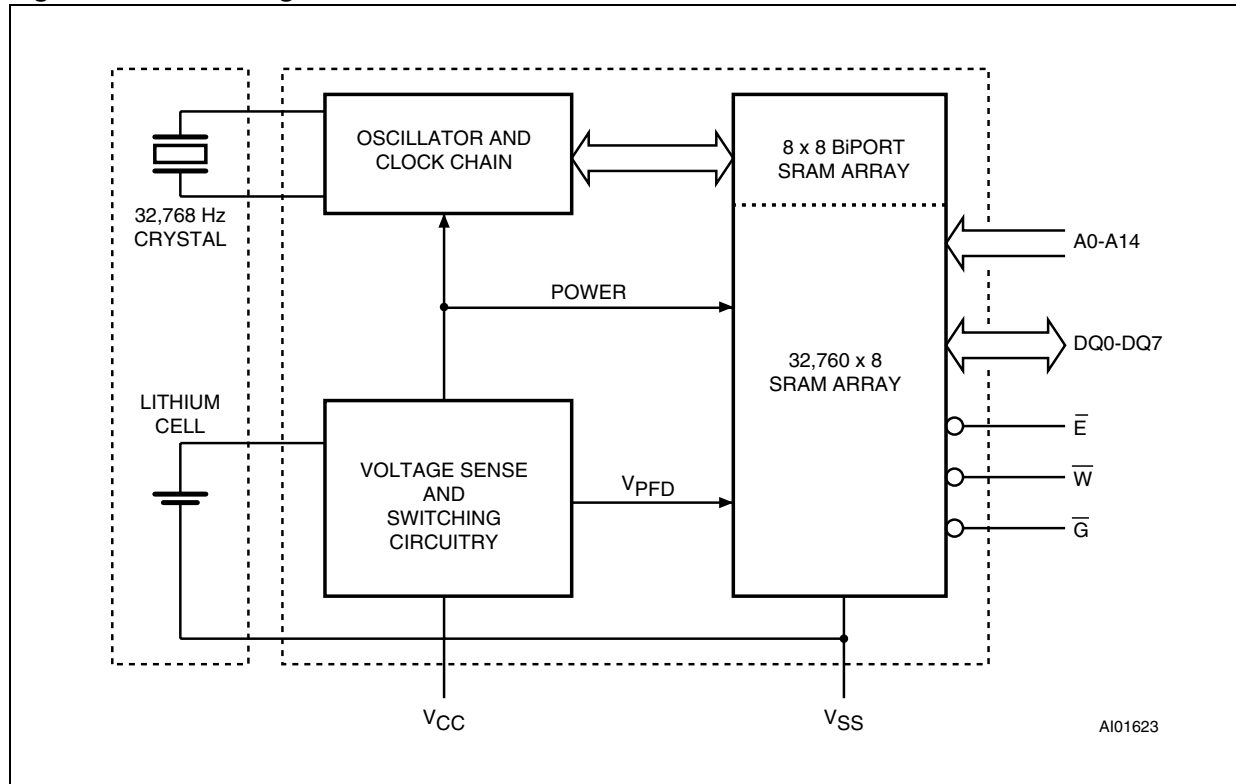 OSCILLATOR AND
CLOCK CHAIN
8 x 8 BiPORT
SRAM ARRAY
32,768 Hz
CRYSTAL
A0-A14
POWER
DQ0-DQ7
32,760 x 8
SRAM ARRAY
LITHIUM
CELL
E̅
VOLTAGE SENSE
AND
SWITCHING
CIRCUITRY
VPFD
W̅
G̅
VCC
VSS
AI01623